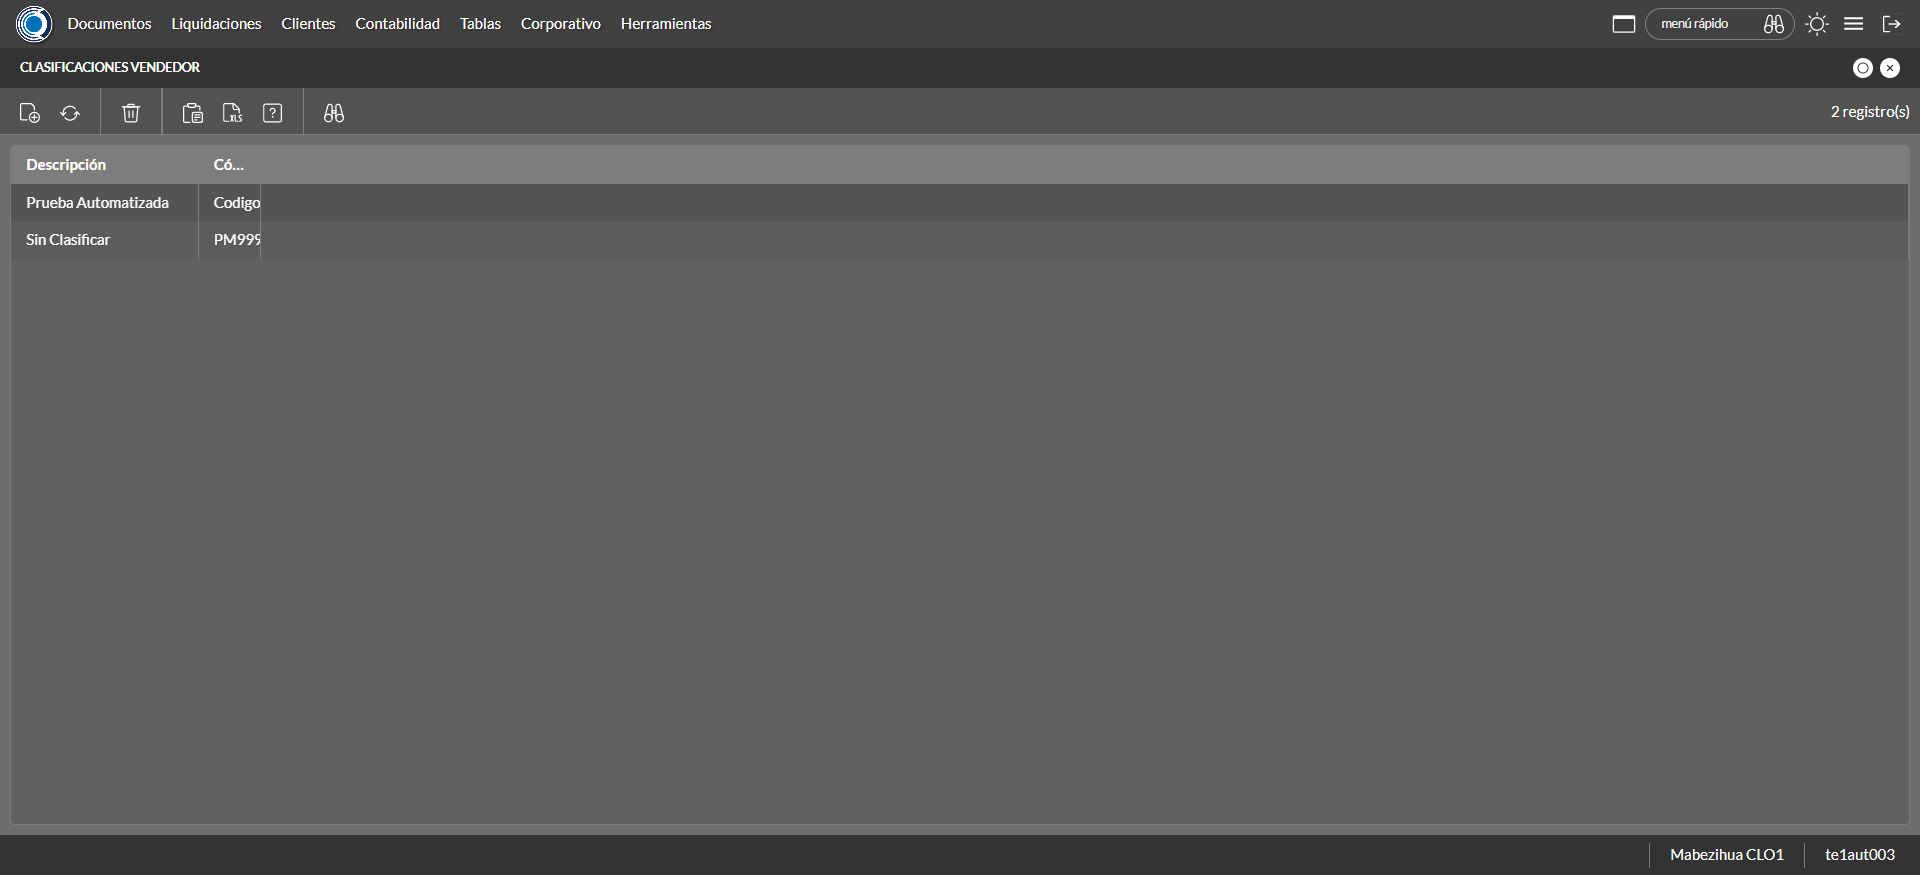 Documentos Liquidaciones Clientes Contabilidad Tablas Corporativo Herramientas menú rápido
CLASIFICACIONES VENDEDOR
XLS ? 2 registro(s)
Descripción Có...
Prueba Automatizada Codigo
Sin Clasificar PM999
Mabezihua CLO1 te1aut003